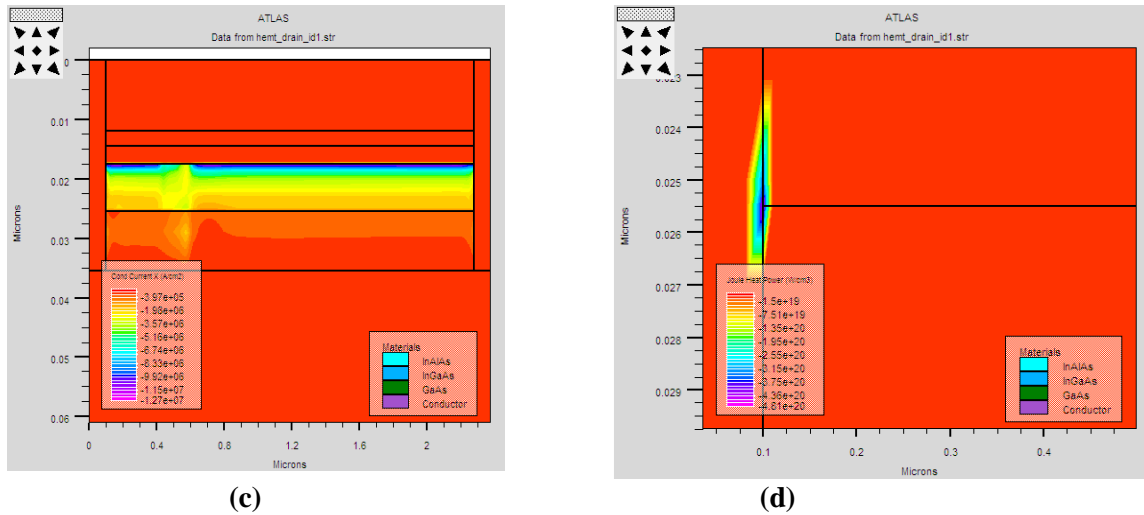 ATLAS
Data from hemt_drain_id1.str
0
0.01
0.02
0.03
0.04
0.05
0.06
Microns
Cond Current X (A/cm2)
-3.97e+05
-1.98e+06
-3.57e+06
-5.16e+06
-6.74e+06
-8.33e+06
-9.92e+06
-1.15e+07
-1.27e+07
Materials
InAlAs
InGaAs
GaAs
Conductor
0 0.4 0.8 1.2 1.6 2
Microns
(c)
ATLAS
Data from hemt_drain_id1.str
0.023
0.024
0.025
0.026
0.027
0.028
0.029
Microns
Joule Heat Power (W/cm3)
-1.5e+19
-7.51e+19
-1.35e+20
-1.95e+20
-2.55e+20
-3.15e+20
-3.75e+20
-4.36e+20
-4.81e+20
Materials
InAlAs
InGaAs
GaAs
Conductor
0.1 0.2 0.3 0.4
Microns
(d)